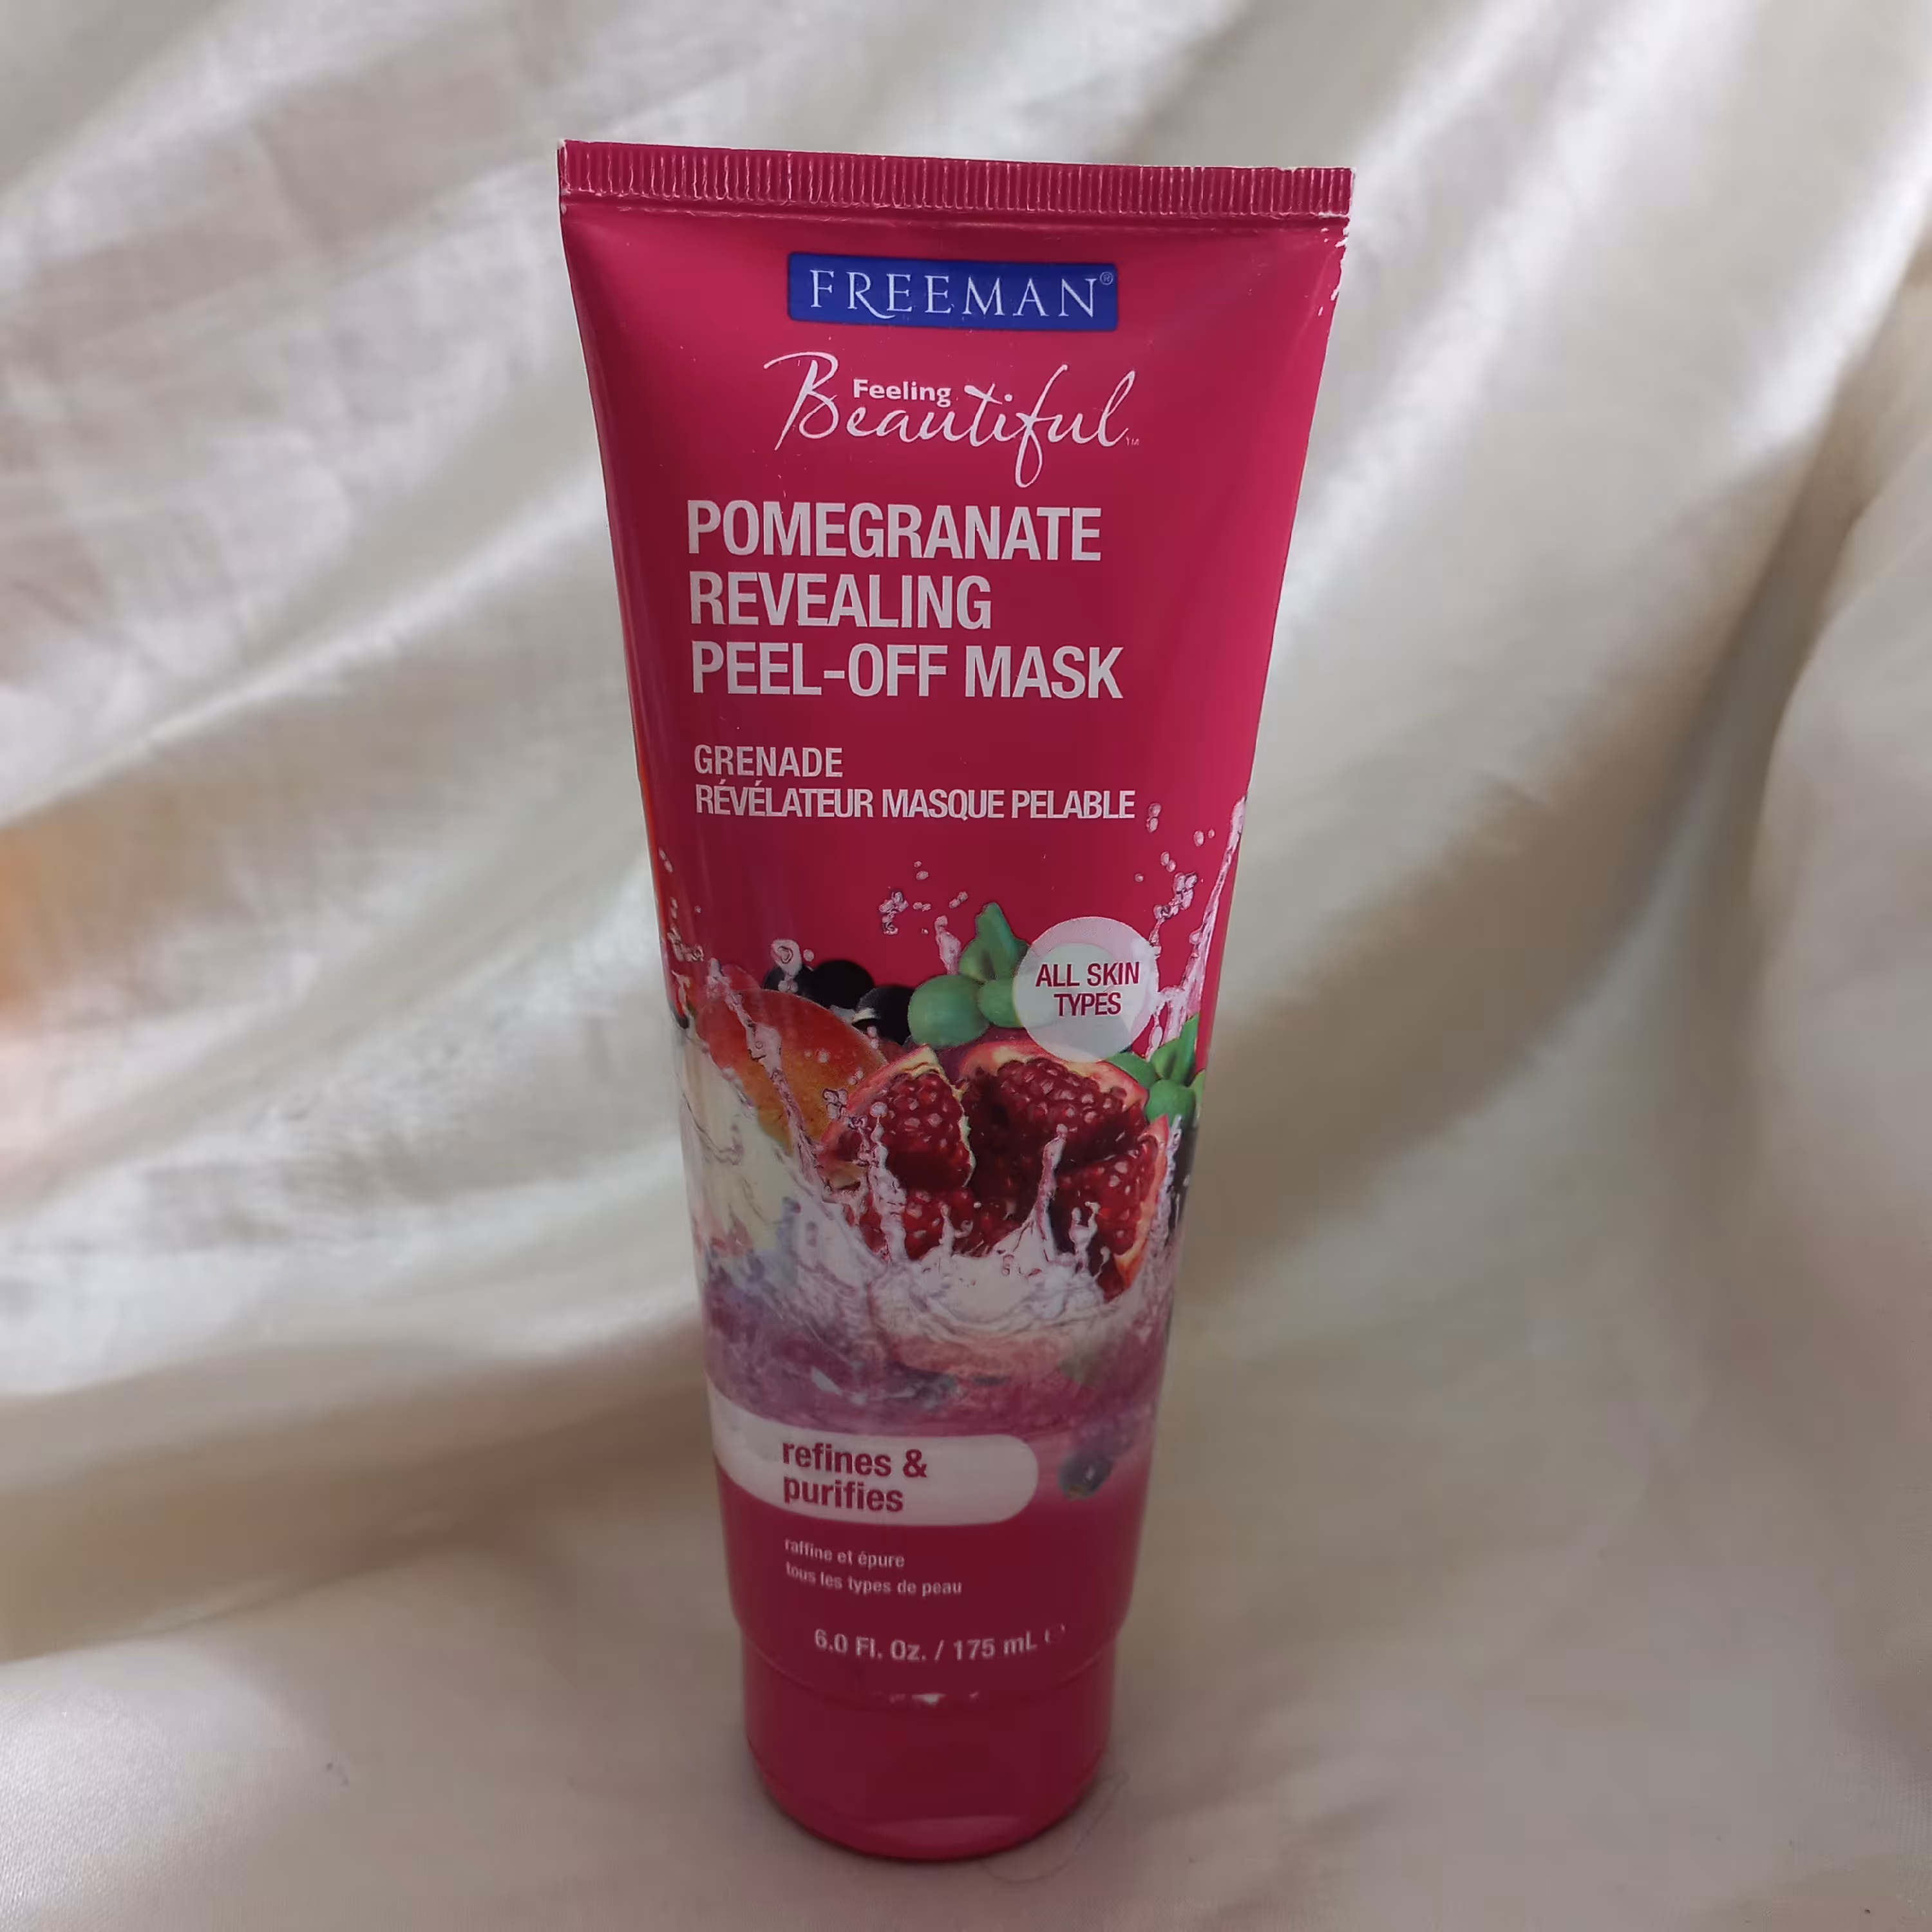 FREEMAN®
Feeling
Beautiful™
POMEGRANATE
REVEALING
PEEL-OFF MASK
GRENADE
RÉVÉLATEUR MASQUE PELABLE
ALL SKIN
TYPES
refines &
purifies
raffine et épure
tous les types de peau
6.0 Fl. Oz. / 175 mL ℮